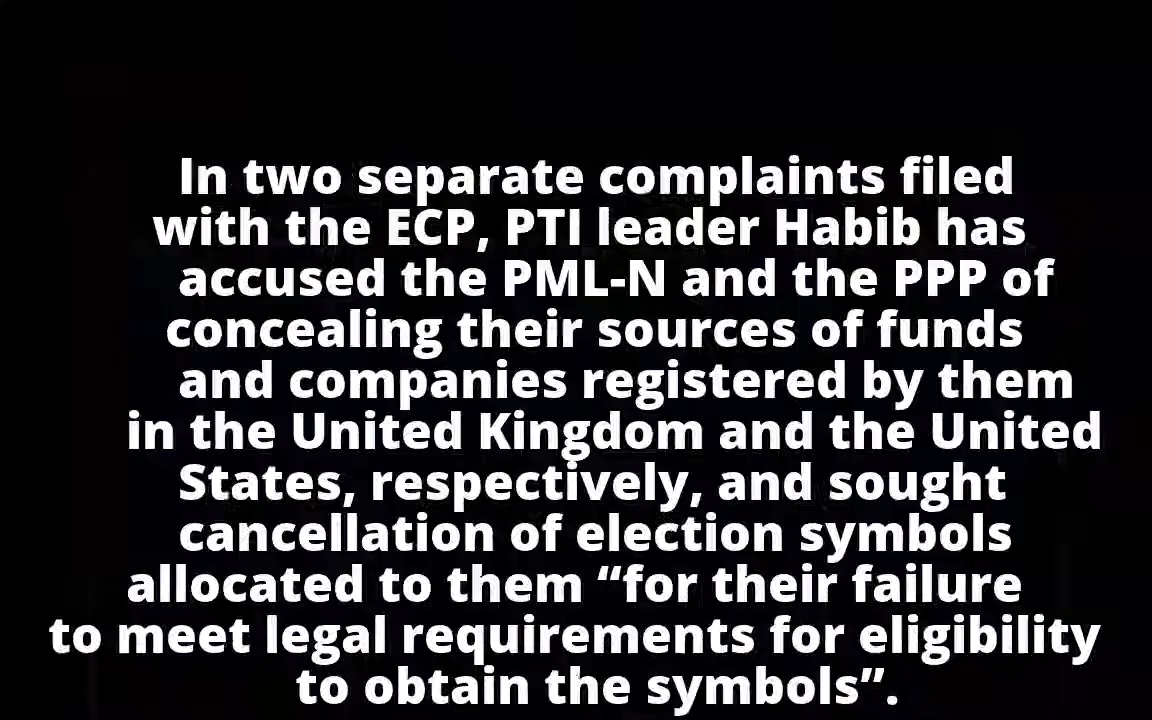 In two separate complaints filed
with the ECP, PTI leader Habib has
accused the PML-N and the PPP of
concealing their sources of funds
and companies registered by them
in the United Kingdom and the United
States, respectively, and sought
cancellation of election symbols
allocated to them “for their failure
to meet legal requirements for eligibility
to obtain the symbols”.